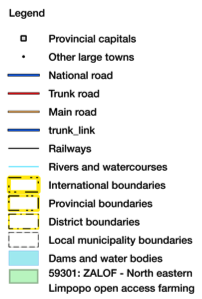 Legend
Provincial capitals
Other large towns
National road
Trunk road
Main road
trunk_link
Railways
Rivers and watercourses
International boundaries
Provincial boundaries
District boundaries
Local municipality boundaries
Dams and water bodies
59301: ZALOF - North eastern
Limpopo open access farming